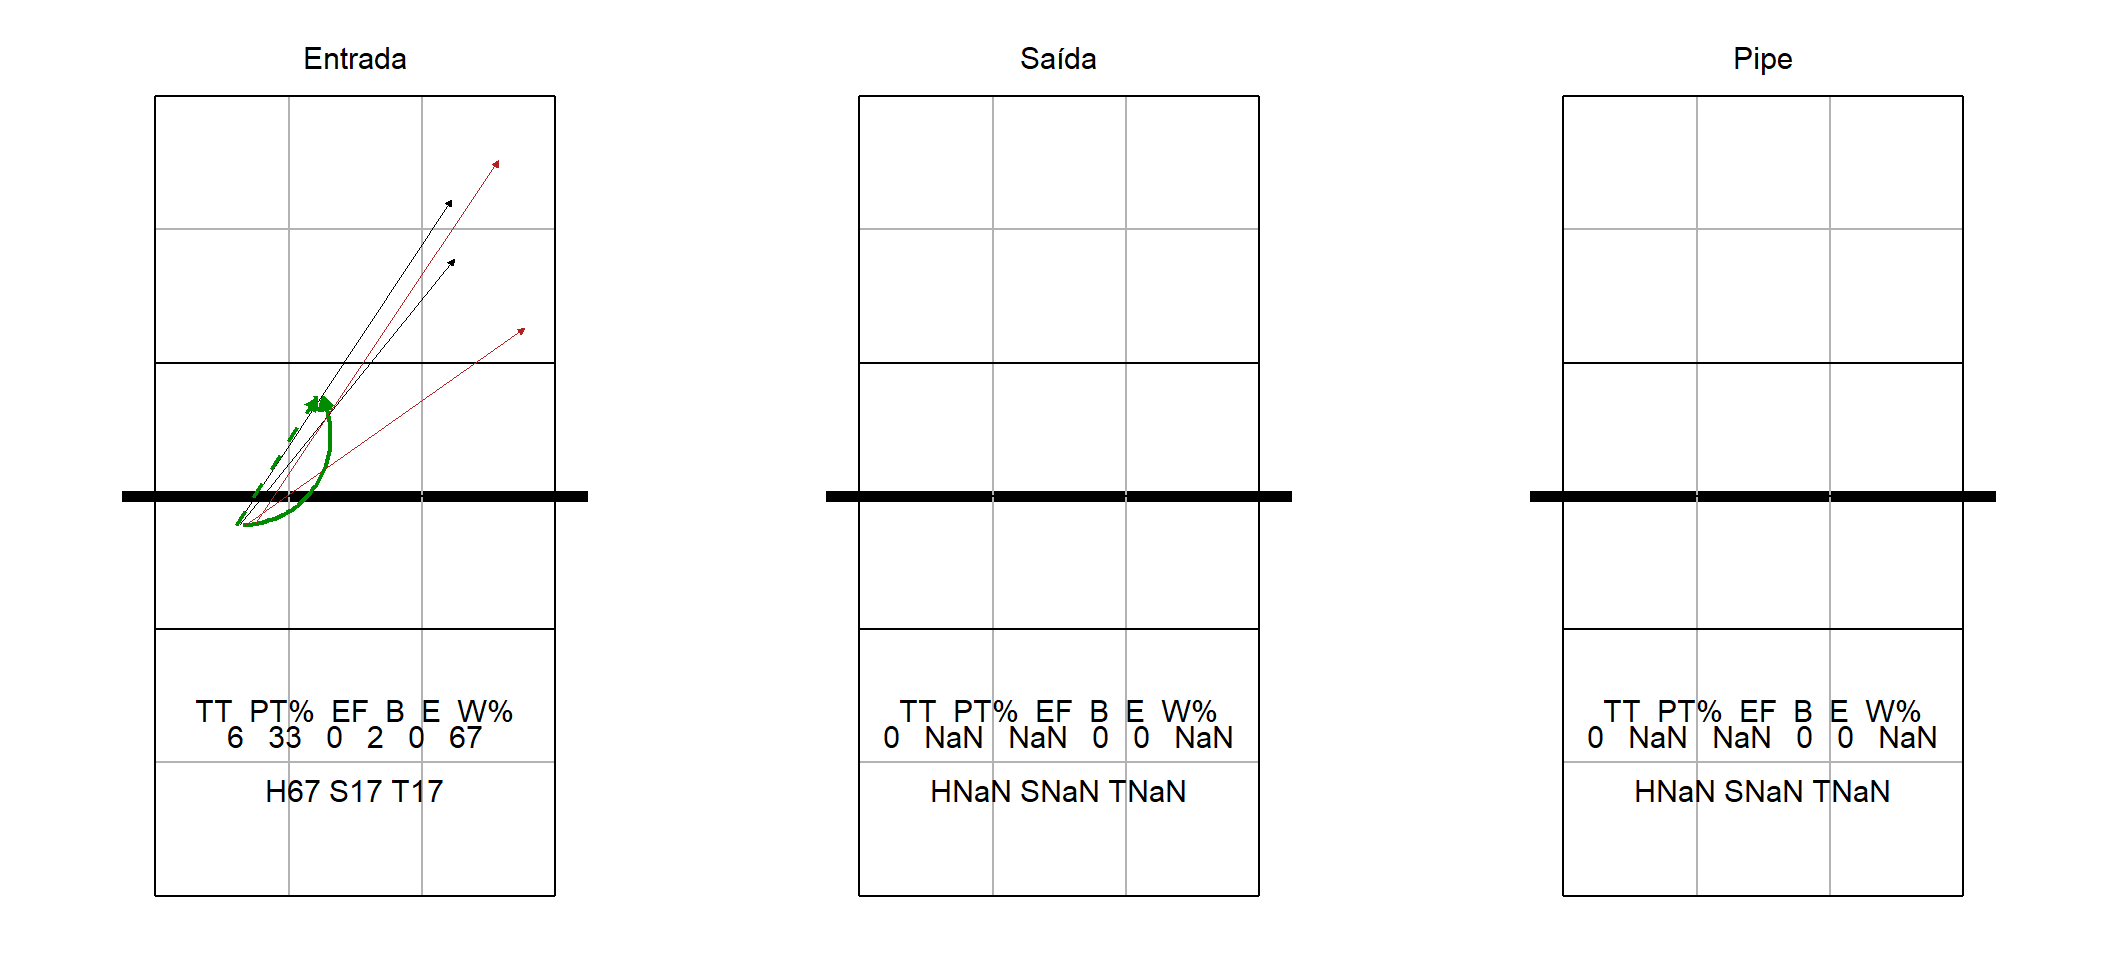 Entrada
TT PT% EF B E W%
6 33 0 2 0 67
H67 S17 T17
Saída
TT PT% EF B E W%
0 NaN NaN 0 0 NaN
HNaN SNaN TNaN
Pipe
TT PT% EF B E W%
0 NaN NaN 0 0 NaN
HNaN SNaN TNaN